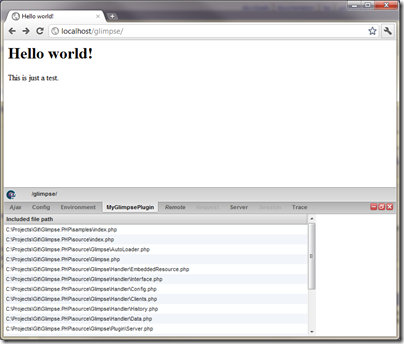 Hello world!
localhost/glimpse/
Hello world!
This is just a test.
/glimpse/
Ajax Config Environment MyGlimpsePlugin Remote Server Trace
Included file path
C:\Projects\Git\Glimpse.PHP\samples\index.php
C:\Projects\Git\Glimpse.PHP\source\index.php
C:\Projects\Git\Glimpse.PHP\source\Glimpse\AutoLoader.php
C:\Projects\Git\Glimpse.PHP\source\Glimpse\Glimpse.php
C:\Projects\Git\Glimpse.PHP\source\Glimpse\Handler\EmbeddedResource.php
C:\Projects\Git\Glimpse.PHP\source\Glimpse\Handler\Interface.php
C:\Projects\Git\Glimpse.PHP\source\Glimpse\Handler\Config.php
C:\Projects\Git\Glimpse.PHP\source\Glimpse\Handler\Clients.php
C:\Projects\Git\Glimpse.PHP\source\Glimpse\Handler\History.php
C:\Projects\Git\Glimpse.PHP\source\Glimpse\Handler\Data.php
C:\Projects\Git\Glimpse.PHP\source\Glimpse\Plugin\Server.php